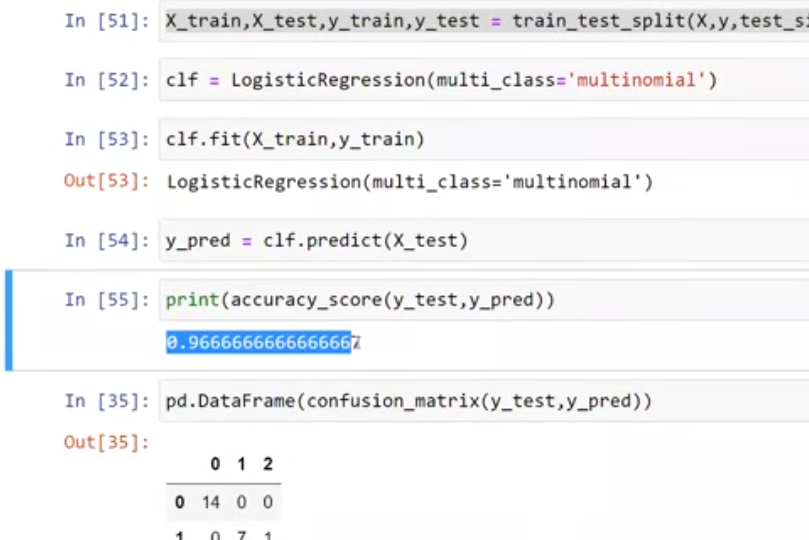 In [51]: X_train,X_test,y_train,y_test = train_test_split(X,y,test_si
In [52]: clf = LogisticRegression(multi_class='multinomial')
In [53]: clf.fit(X_train,y_train)
Out[53]: LogisticRegression(multi_class='multinomial')
In [54]: y_pred = clf.predict(X_test)
In [55]: print(accuracy_score(y_test,y_pred))
0.9666666666666667
In [35]: pd.DataFrame(confusion_matrix(y_test,y_pred))
Out[35]:
0 1 2
0 14 0 0
1 0 7 1